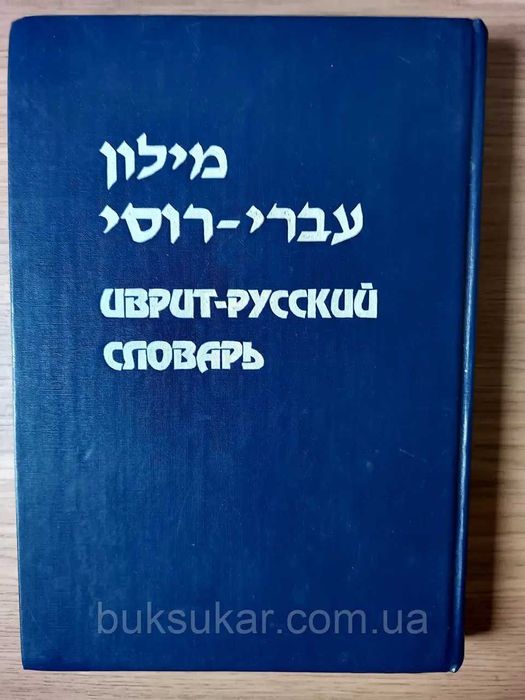 מילון
עברי-רוסי
ИВРИТ-РУССКИЙ
СЛОВАРЬ
buksukar.com.ua